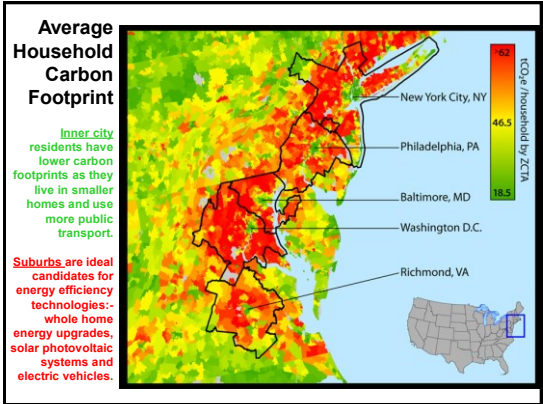 Average
Household
Carbon
Footprint
Inner city
residents have
lower carbon
footprints as they
live in smaller
homes and use
more public
transport.
Suburbs are ideal
candidates for
energy efficiency
technologies:-
whole home
energy upgrades,
solar photovoltaic
systems and
electric vehicles.
New York City, NY
Philadelphia, PA
Baltimore, MD
Washington D.C.
Richmond, VA
>62
46.5
18.5
tCO₂e /household by ZCTA